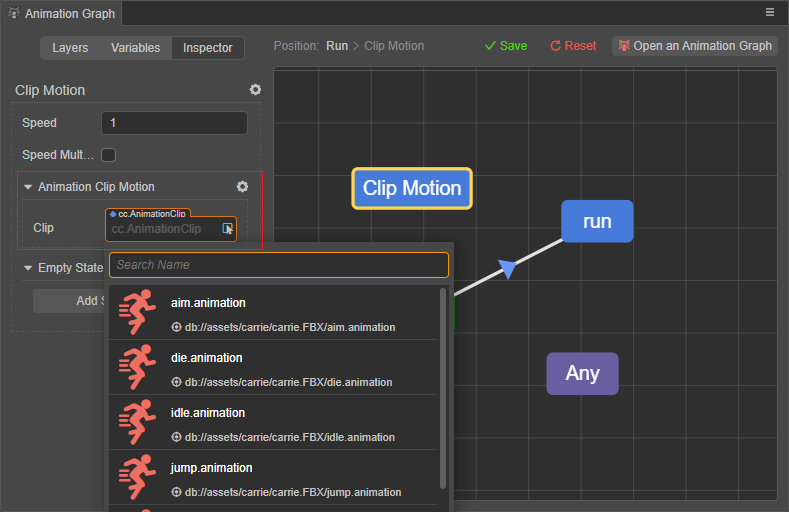 Animation Graph
Layers Variables Inspector
Position: Run > Clip Motion
Save Reset Open an Animation Graph
Clip Motion
Speed 1
Speed Mult...
Animation Clip Motion
Clip cc.AnimationClip
cc.AnimationClip
Empty State
Add S
Search Name
aim.animation
db://assets/carrie/carrie.FBX/aim.animation
die.animation
db://assets/carrie/carrie.FBX/die.animation
idle.animation
db://assets/carrie/carrie.FBX/idle.animation
jump.animation
db://assets/carrie/carrie.FBX/jump.animation
Clip Motion
run
Any